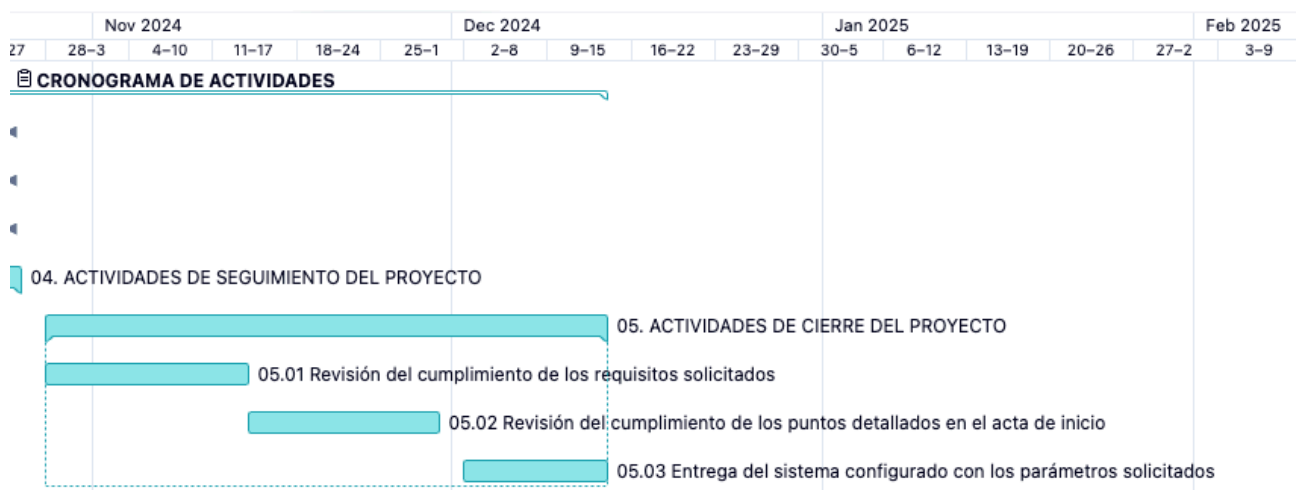 Nov 2024 Dec 2024 Jan 2025 Feb 2025
27 28–3 4–10 11–17 18–24 25–1 2–8 9–15 16–22 23–29 30–5 6–12 13–19 20–26 27–2 3–9
CRONOGRAMA DE ACTIVIDADES
04. ACTIVIDADES DE SEGUIMIENTO DEL PROYECTO
05. ACTIVIDADES DE CIERRE DEL PROYECTO
05.01 Revisión del cumplimiento de los requisitos solicitados
05.02 Revisión del cumplimiento de los puntos detallados en el acta de inicio
05.03 Entrega del sistema configurado con los parámetros solicitados